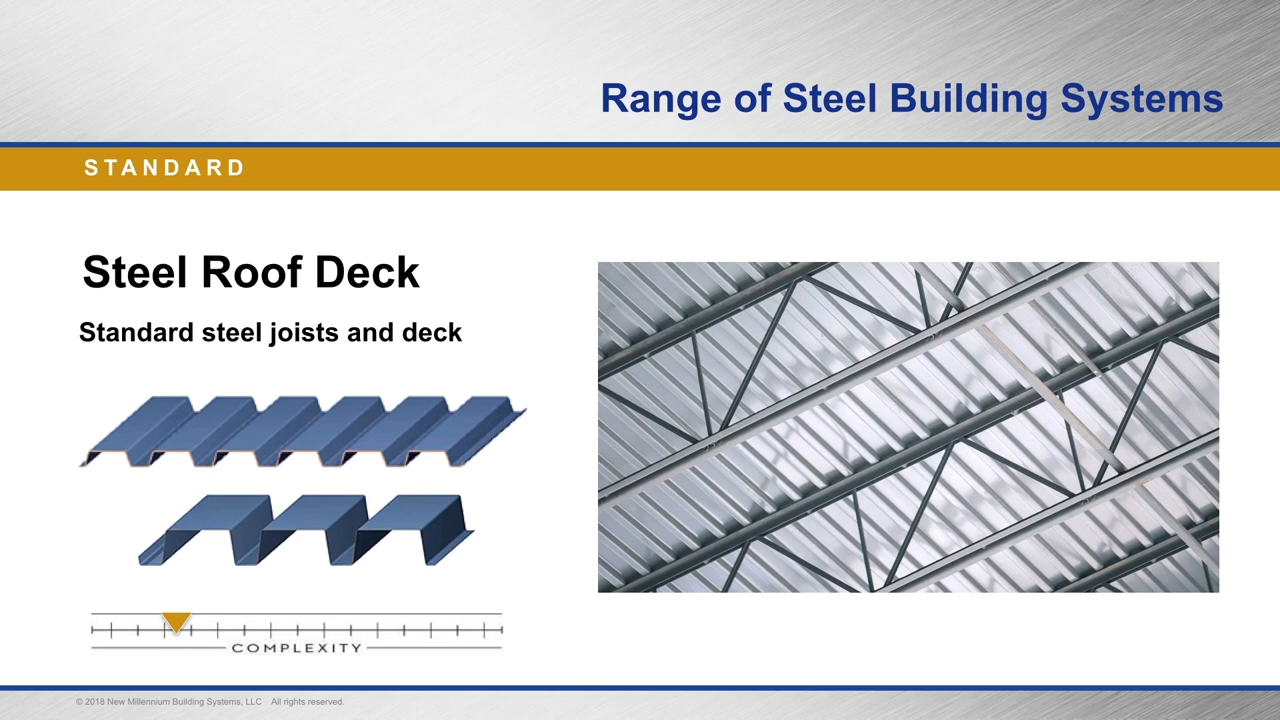 Range of Steel Building Systems
STANDARD
Steel Roof Deck
Standard steel joists and deck
COMPLEXITY
© 2018 New Millennium Building Systems, LLC All rights reserved.